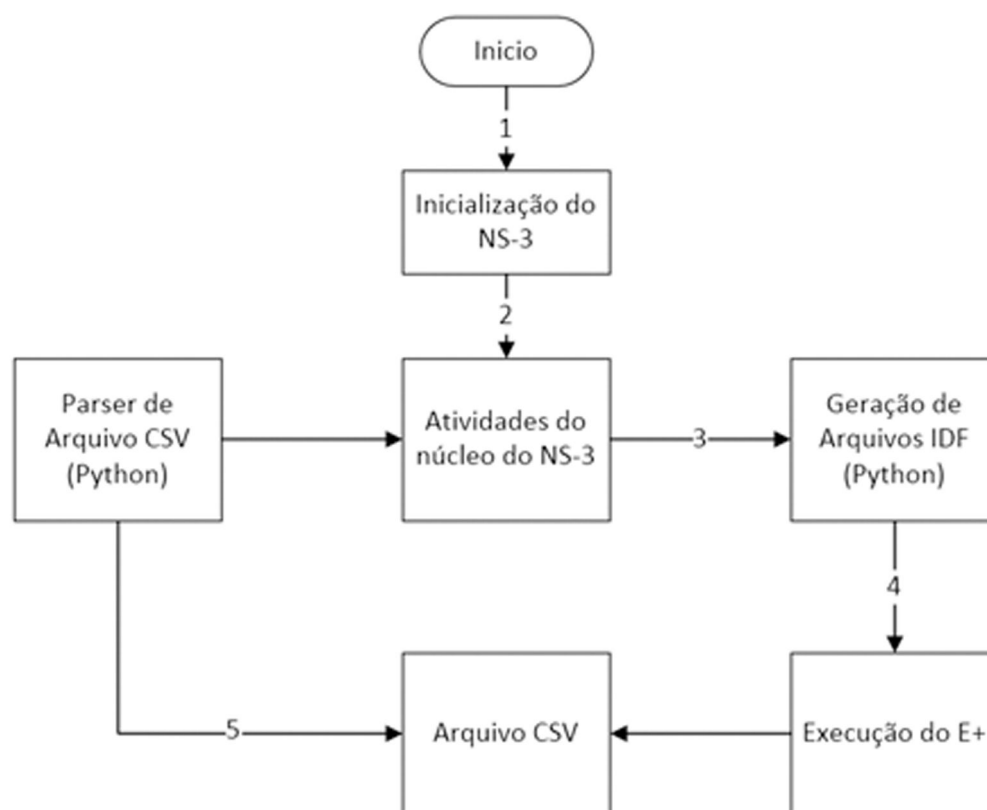 Inicio
1
Inicialização do
NS-3
2
Parser de
Arquivo CSV
(Python)
Atividades do
núcleo do NS-3
3
Geração de
Arquivos IDF
(Python)
4
5
Arquivo CSV
Execução do E+